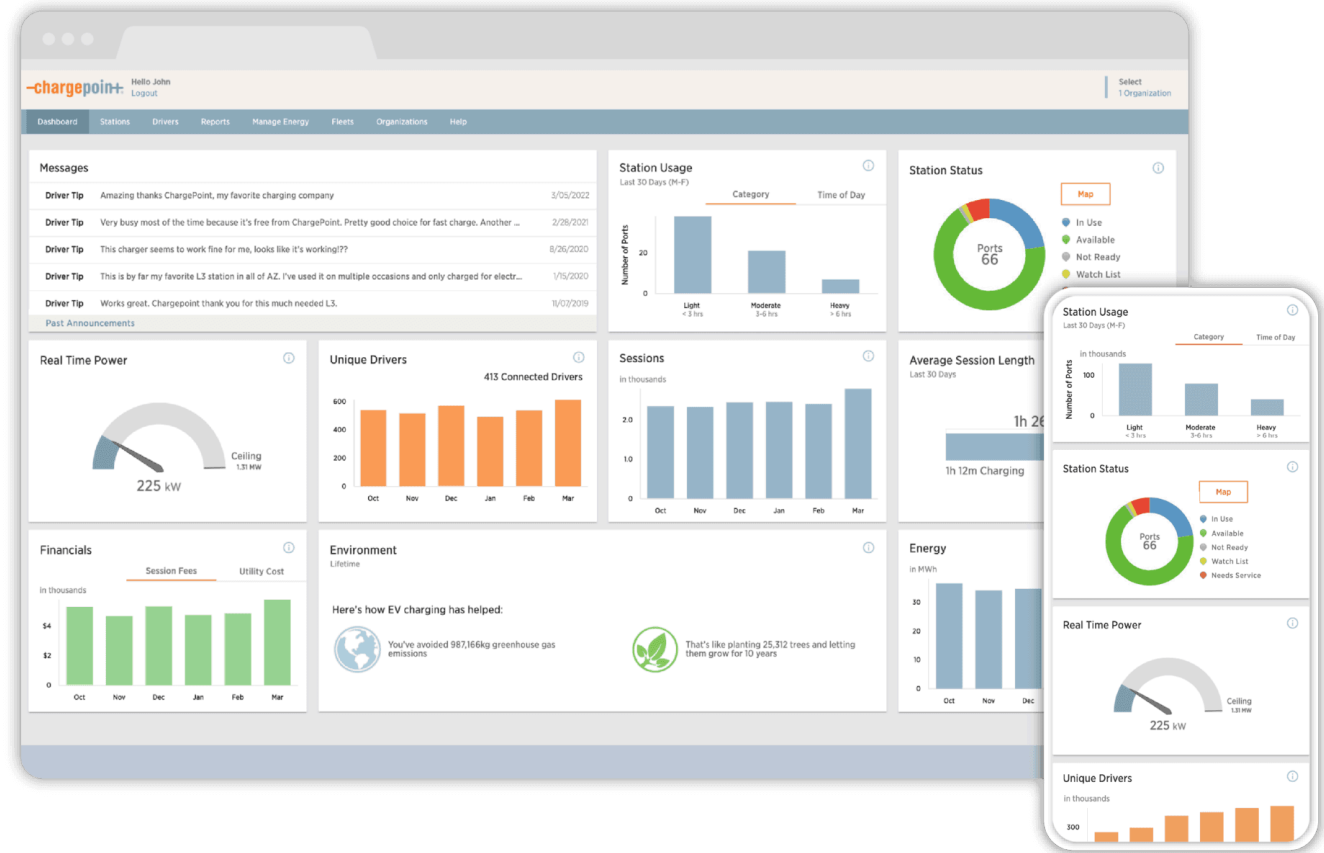 -chargepoin+.
Hello John
Logout
Select
1 Organization
Dashboard Stations Drivers Reports Manage Energy Fleets Organizations Help
Messages
Driver Tip Amazing thanks ChargePoint, my favorite charging company 3/05/2022
Driver Tip Very busy most of the time because it's free from ChargePoint. Pretty good choice for fast charge. Another ... 2/28/2021
Driver Tip This charger seems to work fine for me, looks like it's working!?? 8/26/2020
Driver Tip This is by far my favorite L3 station in all of AZ. I've used it on multiple occasions and only charged for electr... 1/15/2020
Driver Tip Works great. Chargepoint thank you for this much needed L3. 11/07/2019
Past Announcements
Station Usage
Last 30 Days (M-F)
Category Time of Day
Number of Ports
20
0
Light Moderate Heavy
< 3 hrs 3-6 hrs > 6 hrs
Station Status
Map
Ports
66
In Use
Available
Not Ready
Watch List
Real Time Power
Ceiling
1.31 MW
225 kW
Unique Drivers
413 Connected Drivers
600
400
200
0
Oct Nov Dec Jan Feb Mar
Sessions
in thousands
2.0
1.0
0
Oct Nov Dec Jan Feb Mar
Average Session Length
Last 30 Days
1h 26
1h 12m Charging
Financials
Session Fees Utility Cost
in thousands
$4
$2
0
Oct Nov Dec Jan Feb Mar
Environment
Lifetime
Here's how EV charging has helped:
You've avoided 987,166kg greenhouse gas
emissions
That's like planting 25,312 trees and letting
them grow for 10 years
Energy
in MWh
30
20
10
0
Oct Nov Dec
Station Usage
Last 30 Days (M-F)
Category Time of Day
in thousands
Number of Ports
100
0
Light Moderate Heavy
< 3 hrs 3-6 hrs > 6 hrs
Station Status
Map
Ports
66
In Use
Available
Not Ready
Watch List
Needs Service
Real Time Power
Ceiling
1.31 MW
225 kW
Unique Drivers
in thousands
300